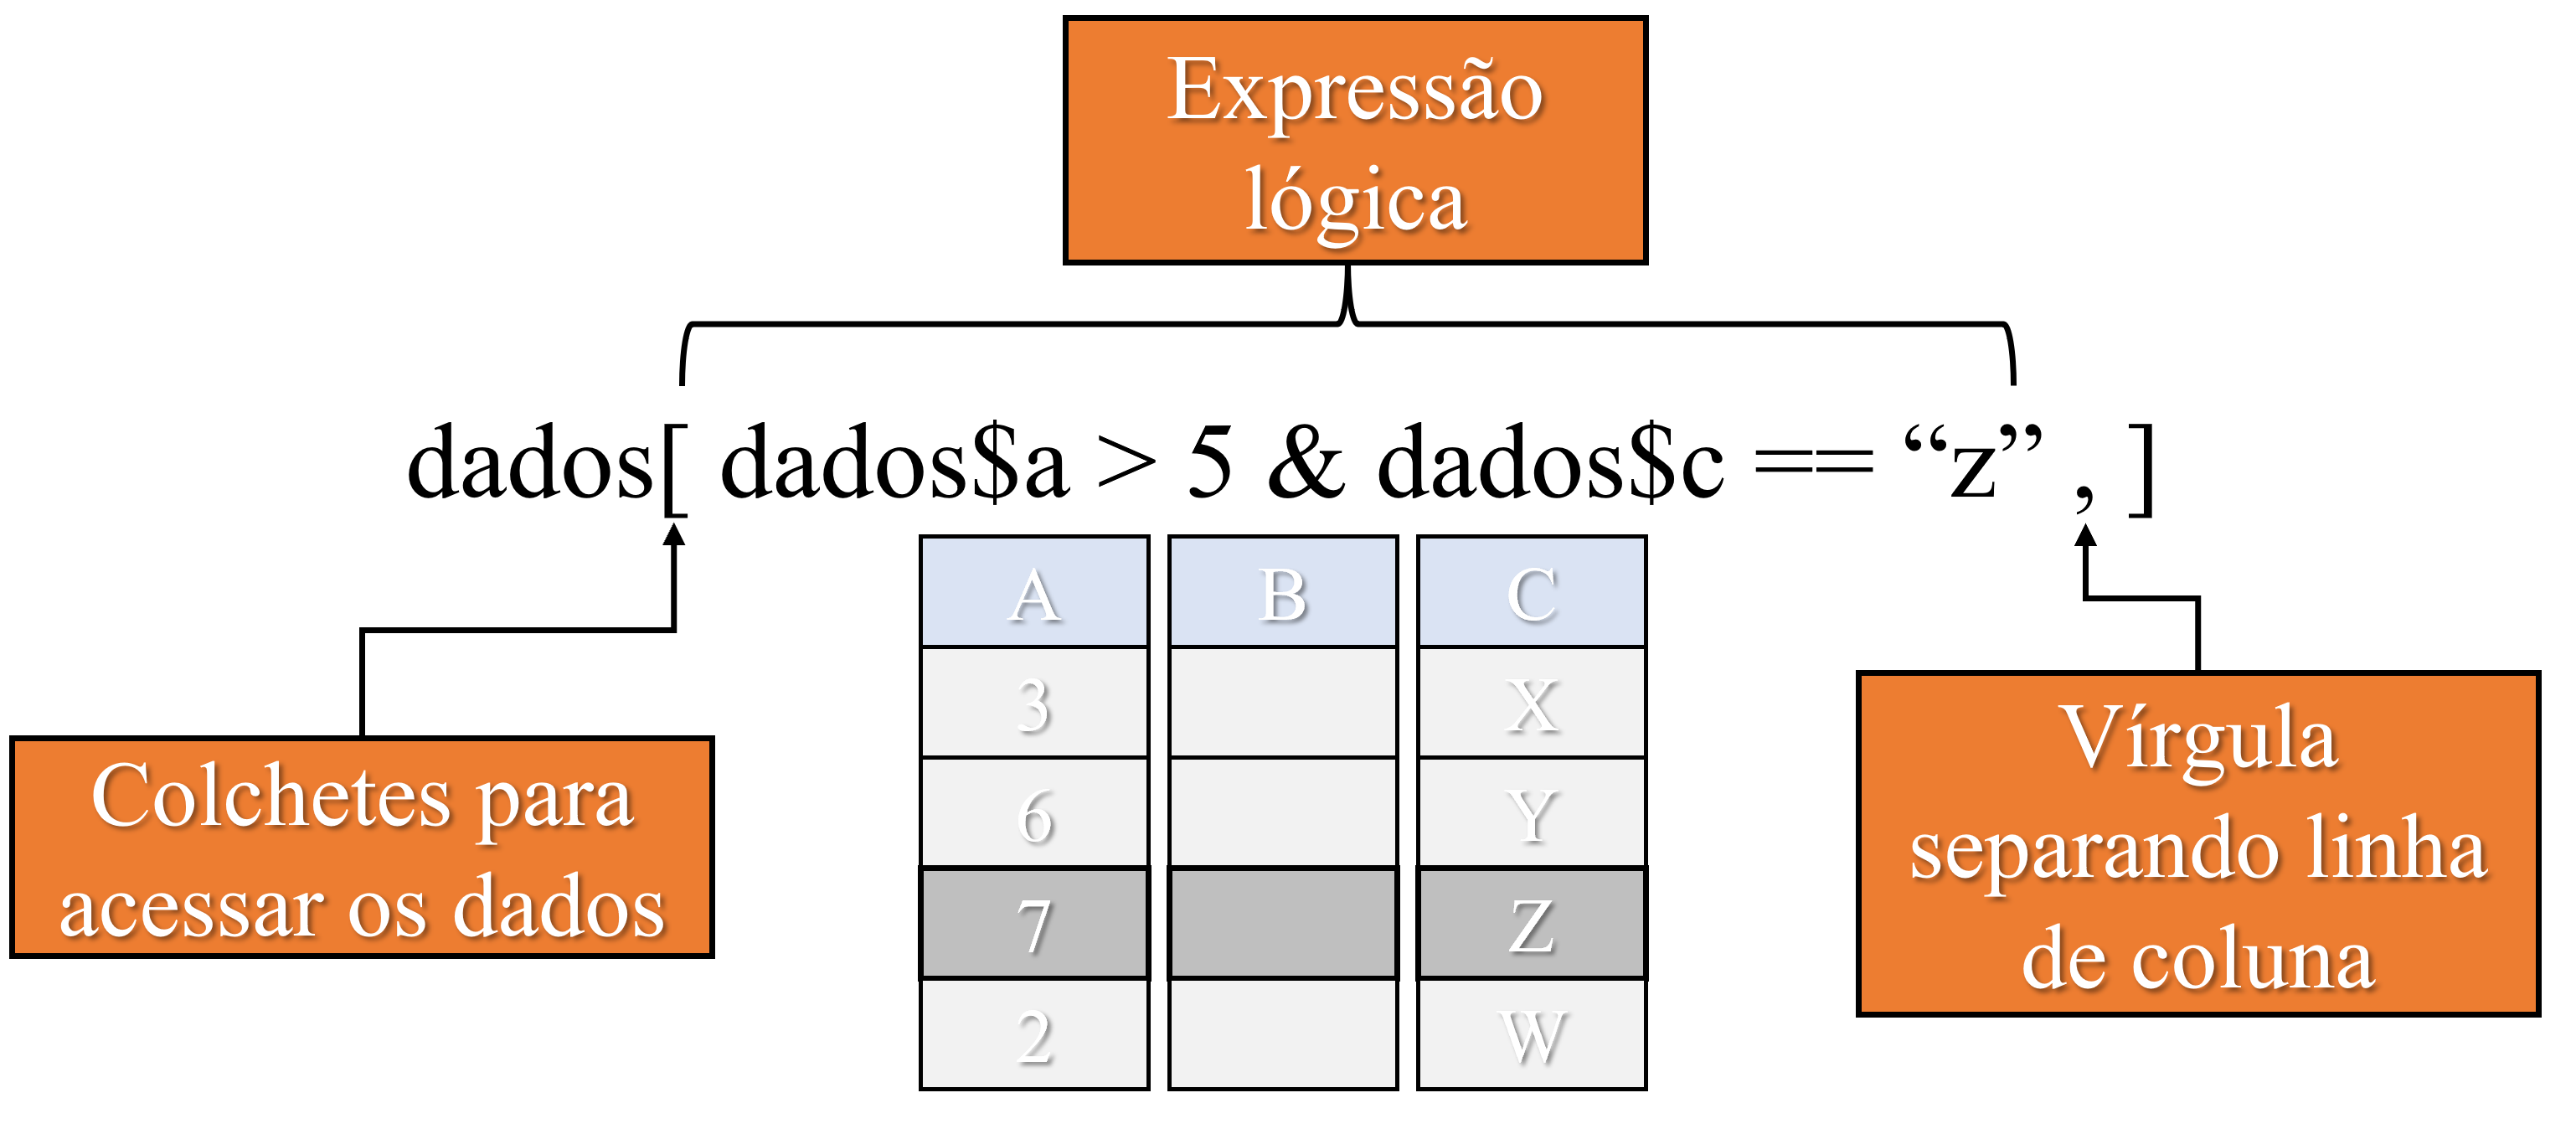 Expressão
lógica
dados[ dados$a > 5 & dados$c == “z” , ]
A B C
3 X
6 Y
7 Z
2 W
Colchetes para
acessar os dados
Vírgula
separando linha
de coluna